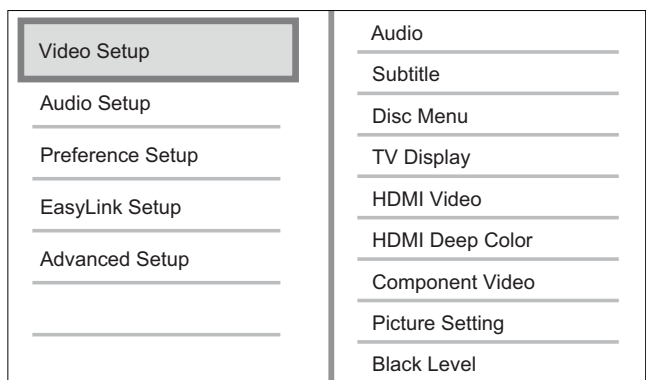 Video Setup
Audio Setup
Preference Setup
EasyLink Setup
Advanced Setup
Audio
Subtitle
Disc Menu
TV Display
HDMI Video
HDMI Deep Color
Component Video
Picture Setting
Black Level